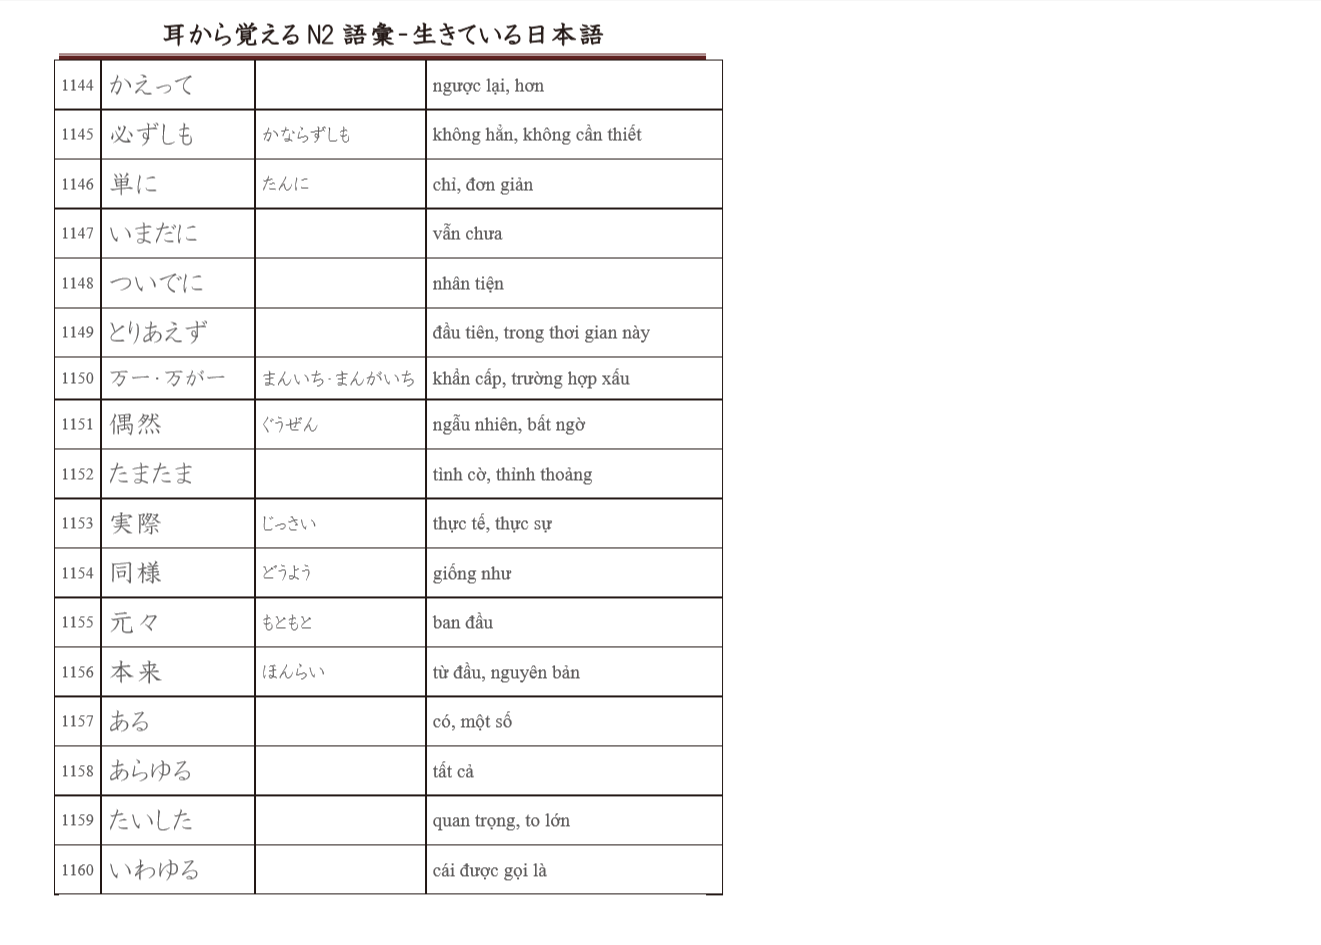 耳から覚えるN2 語彙-生きている日本語
1144 かえって ngược lại, hơn
1145 必ずしも かならずしも không hẳn, không cần thiết
1146 単に たんに chỉ, đơn giản
1147 いまだに vẫn chưa
1148 ついでに nhân tiện
1149 とりあえず đầu tiên, trong thơi gian này
1150 万一・万が一 まんいち・まんがいち khẩn cấp, trường hợp xấu
1151 偶然 ぐうぜん ngẫu nhiên, bất ngờ
1152 たまたま tình cờ, thỉnh thoảng
1153 実際 じっさい thực tế, thực sự
1154 同様 どうよう giống như
1155 元々 もともと ban đầu
1156 本来 ほんらい từ đầu, nguyên bản
1157 ある có, một số
1158 あらゆる tất cả
1159 たいした quan trọng, to lớn
1160 いわゆる cái được gọi là